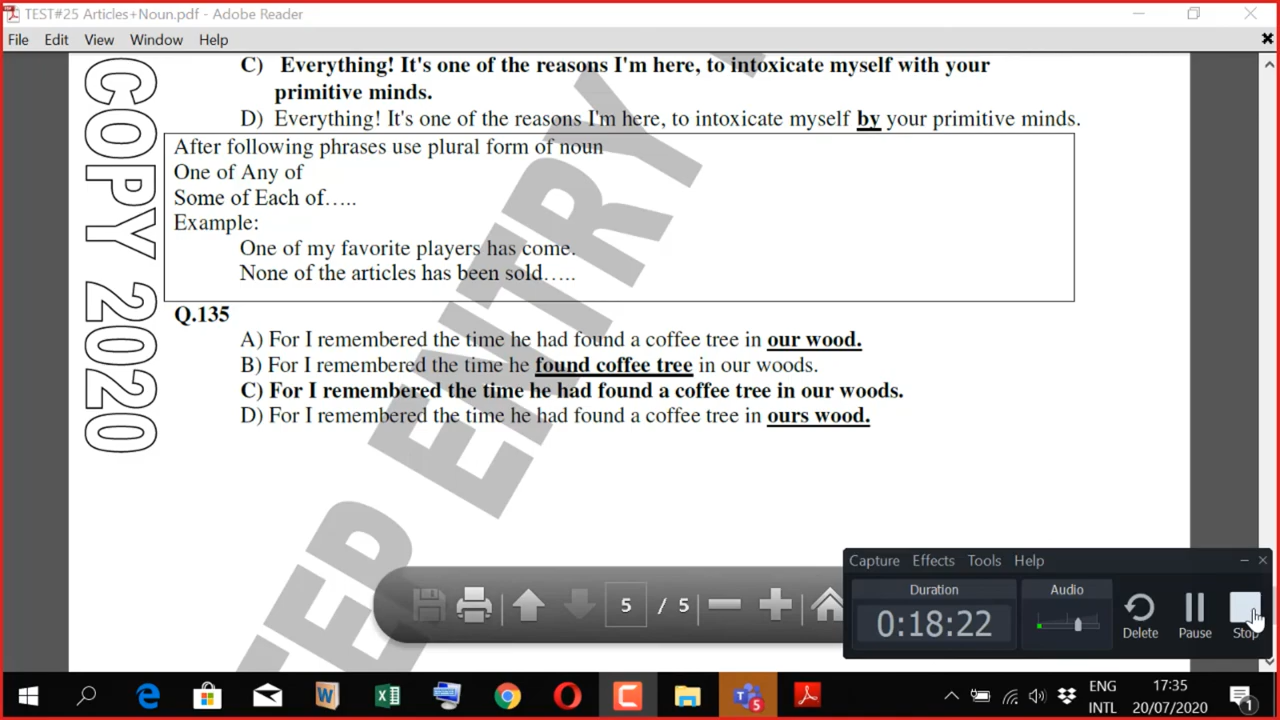 TEST#25 Articles+Noun.pdf - Adobe Reader
File Edit View Window Help
C) Everything! It's one of the reasons I'm here, to intoxicate myself with your
primitive minds.
D) Everything! It's one of the reasons I'm here, to intoxicate myself by your primitive minds.
After following phrases use plural form of noun
One of Any of
Some of Each of…..
Example:
One of my favorite players has come.
None of the articles has been sold…..
Q.135
A) For I remembered the time he had found a coffee tree in our wood.
B) For I remembered the time he found coffee tree in our woods.
C) For I remembered the time he had found a coffee tree in our woods.
D) For I remembered the time he had found a coffee tree in ours wood.
COPY 2020
ENTRY
5 / 5
Capture Effects Tools Help
Duration
0:18:22
Audio
Delete Pause Stop
ENG
INTL
17:35
20/07/2020
5
1